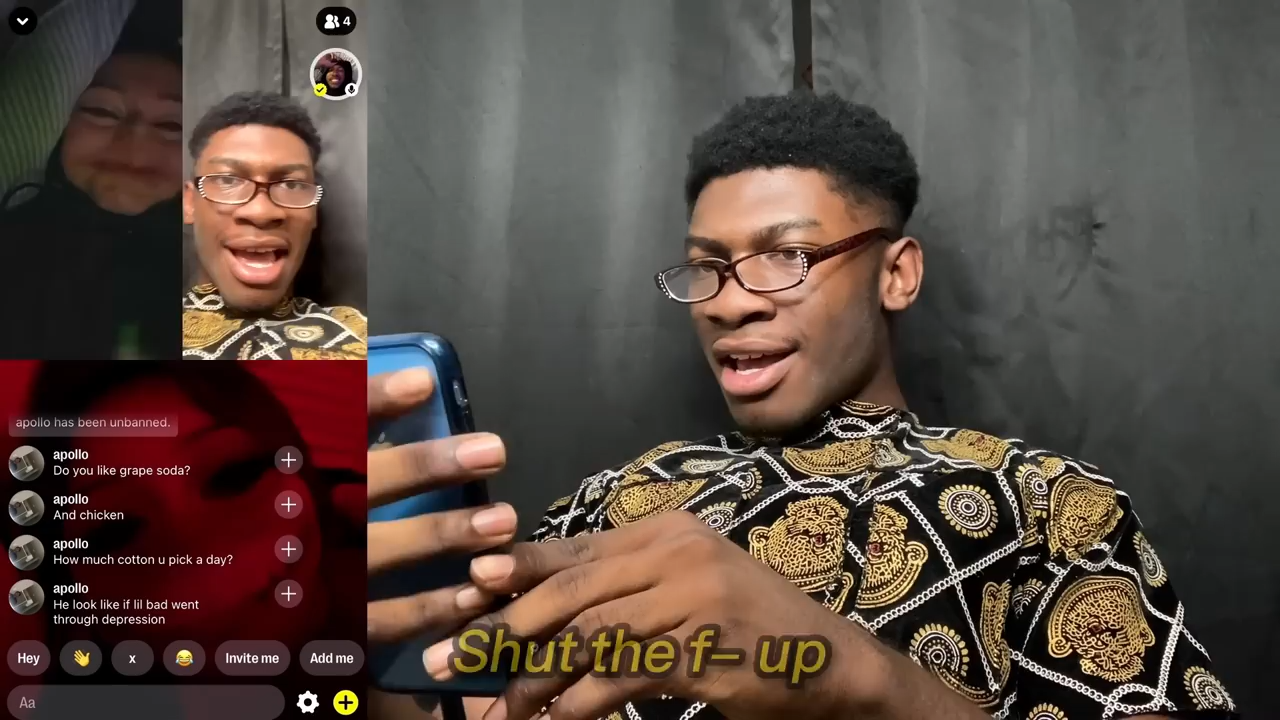 4
apollo has been unbanned.
apollo
Do you like grape soda?
apollo
And chicken
apollo
How much cotton u pick a day?
apollo
He look like if lil bad went
through depression
Hey
x
Invite me
Add me
Aa
Shut the f– up